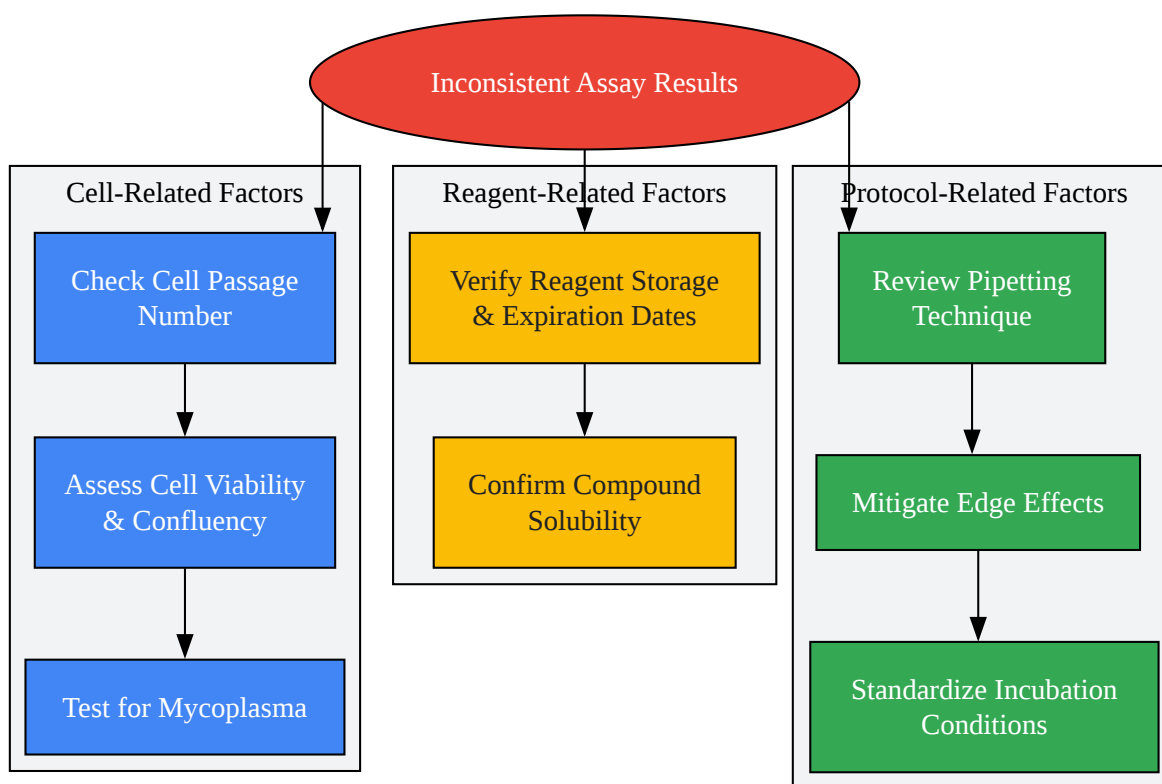 Inconsistent Assay Results
Cell-Related Factors
Check Cell Passage
Number
Assess Cell Viability
& Confluency
Test for Mycoplasma
Reagent-Related Factors
Verify Reagent Storage
& Expiration Dates
Confirm Compound
Solubility
Protocol-Related Factors
Review Pipetting
Technique
Mitigate Edge Effects
Standardize Incubation
Conditions